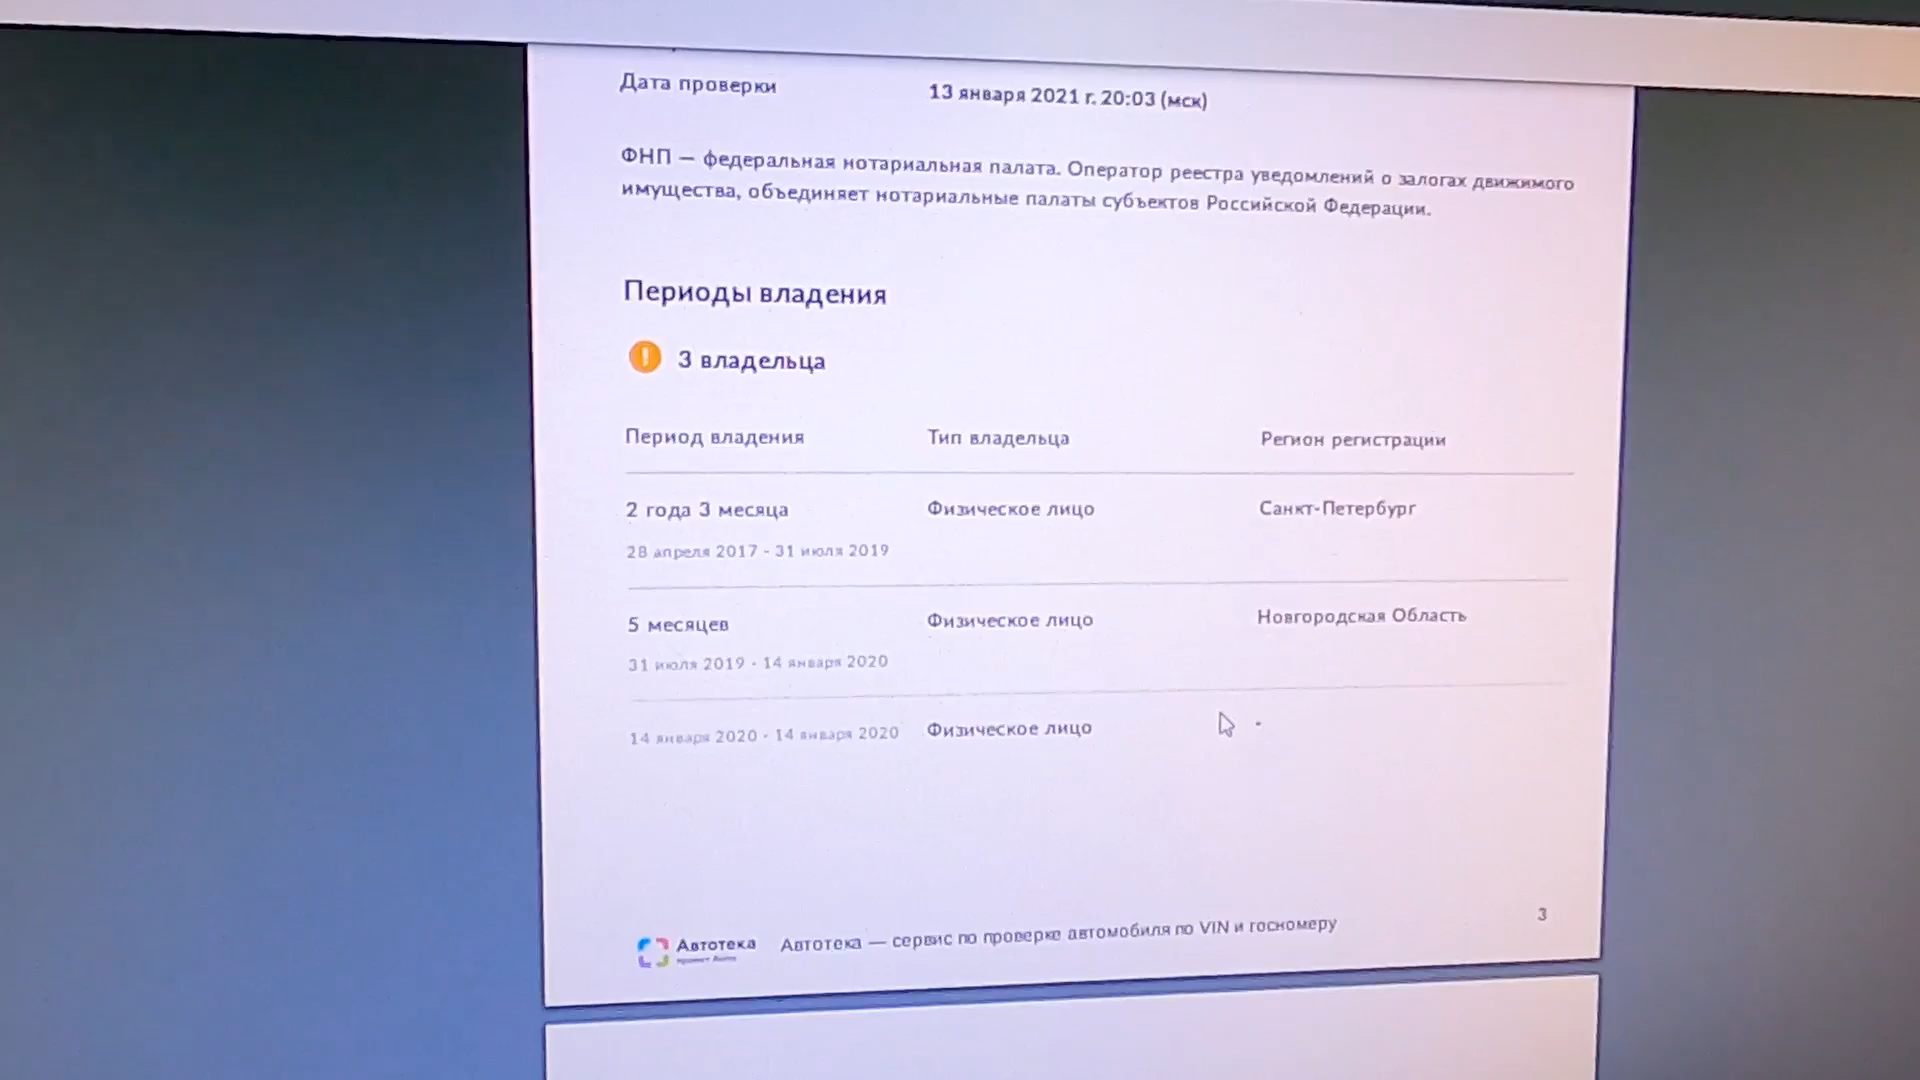 Дата проверки 13 января 2021 г. 20:03 (мск)
ФНП — федеральная нотариальная палата. Оператор реестра уведомлений о залогах движимого
имущества, объединяет нотариальные палаты субъектов Российской Федерации.
Периоды владения
3 владельца
Период владения Тип владельца Регион регистрации
2 года 3 месяца Физическое лицо Санкт-Петербург
28 апреля 2017 - 31 июля 2019
5 месяцев Физическое лицо Новгородская Область
31 июля 2019 - 14 января 2020
14 января 2020 - 14 января 2020 Физическое лицо -
Автотека Автотека — сервис по проверке автомобиля по VIN и госномеру
3